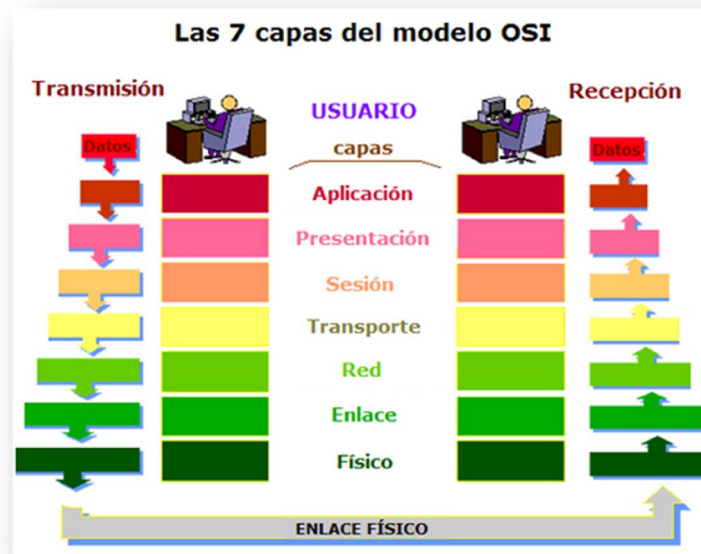 Las 7 capas del modelo OSI
Transmisión
Recepción
USUARIO
Datos
capas
Datos
Aplicación
Presentación
Sesión
Transporte
Red
Enlace
Físico
ENLACE FÍSICO